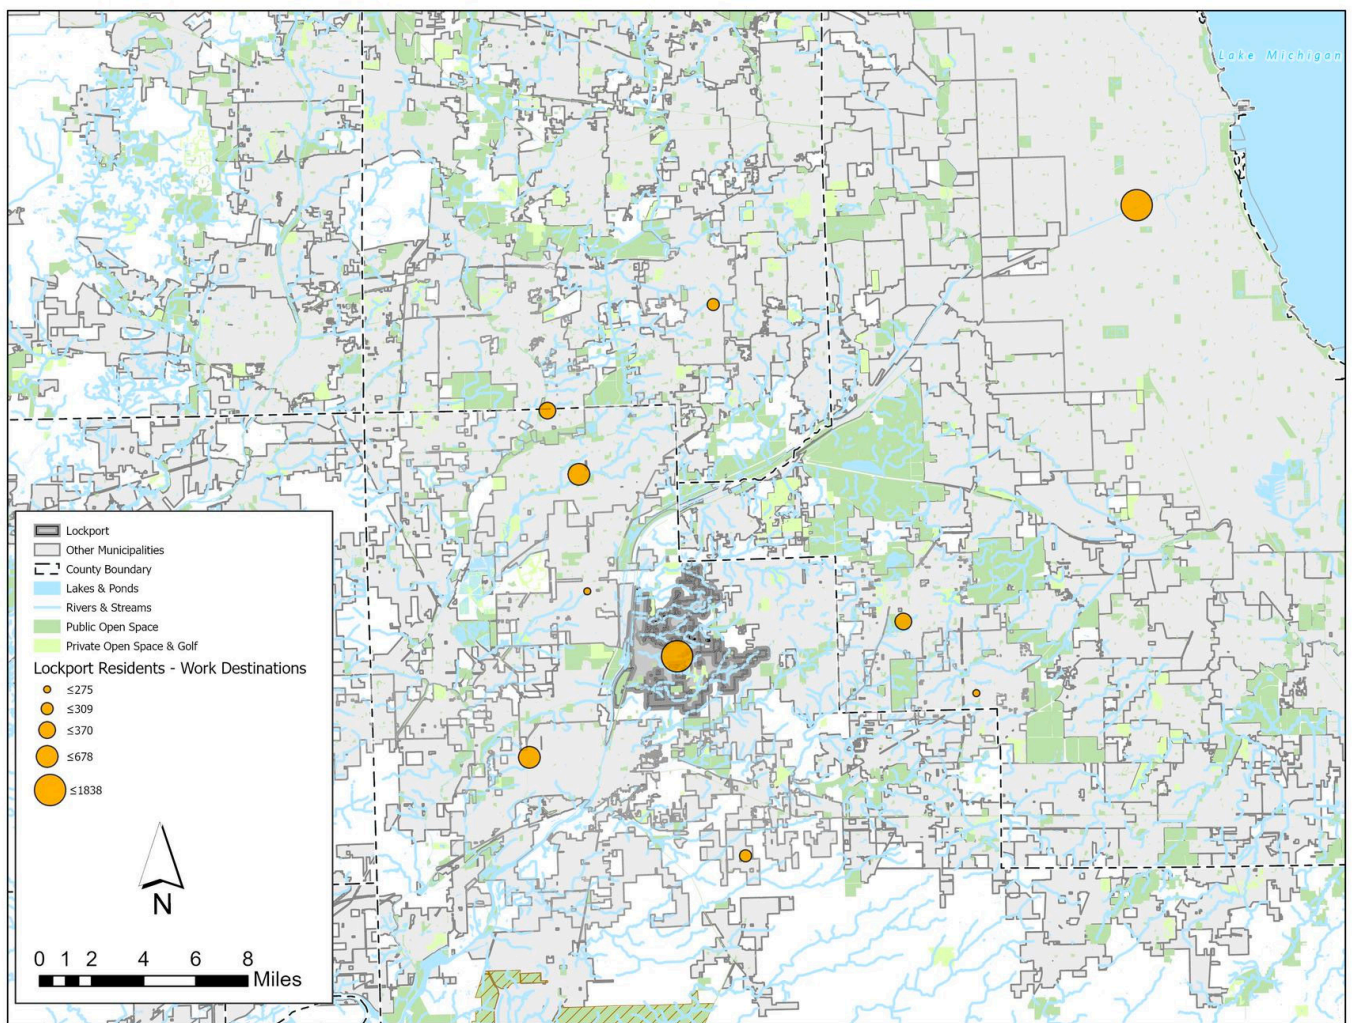 Lake Michigan
Lockport
Other Municipalities
County Boundary
Lakes & Ponds
Rivers & Streams
Public Open Space
Private Open Space & Golf
Lockport Residents - Work Destinations
≤275
≤309
≤370
≤678
≤1838
N
0 1 2 4 6 8
Miles